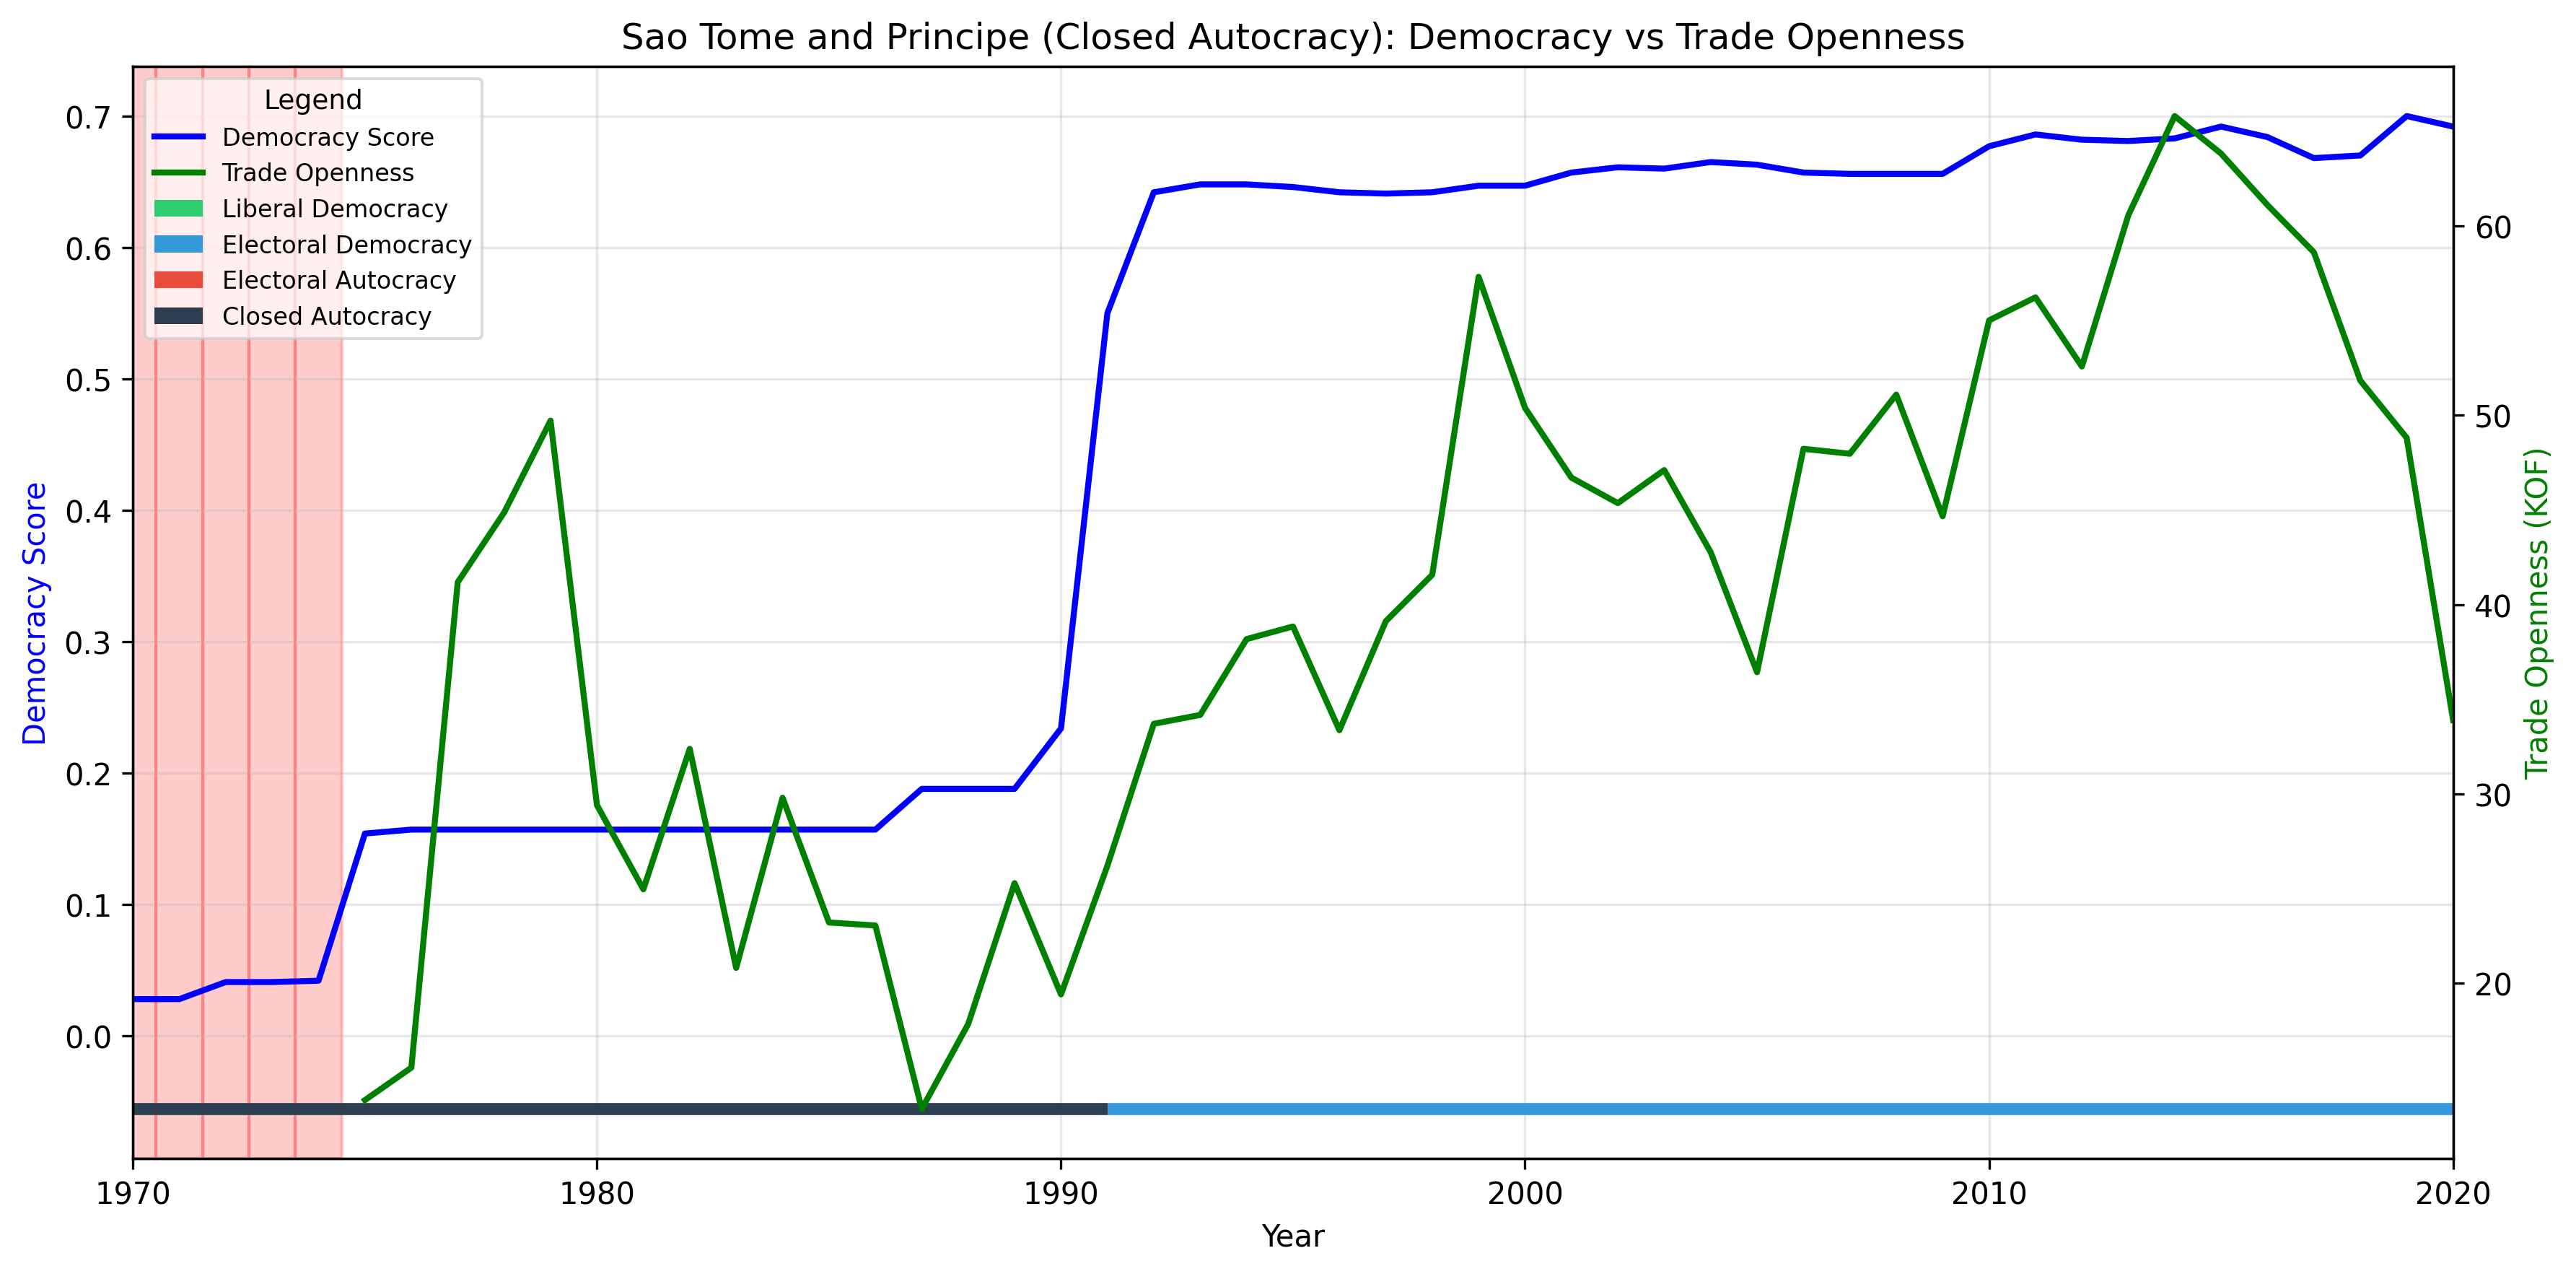 Sao Tome and Principe (Closed Autocracy): Democracy vs Trade Openness
Legend
Democracy Score
Trade Openness
Liberal Democracy
Electoral Democracy
Electoral Autocracy
Closed Autocracy
0.7
0.6
0.5
0.4
0.3
0.2
0.1
0.0
Democracy Score
60
50
40
30
20
Trade Openness (KOF)
1970
1980
1990
2000
2010
2020
Year